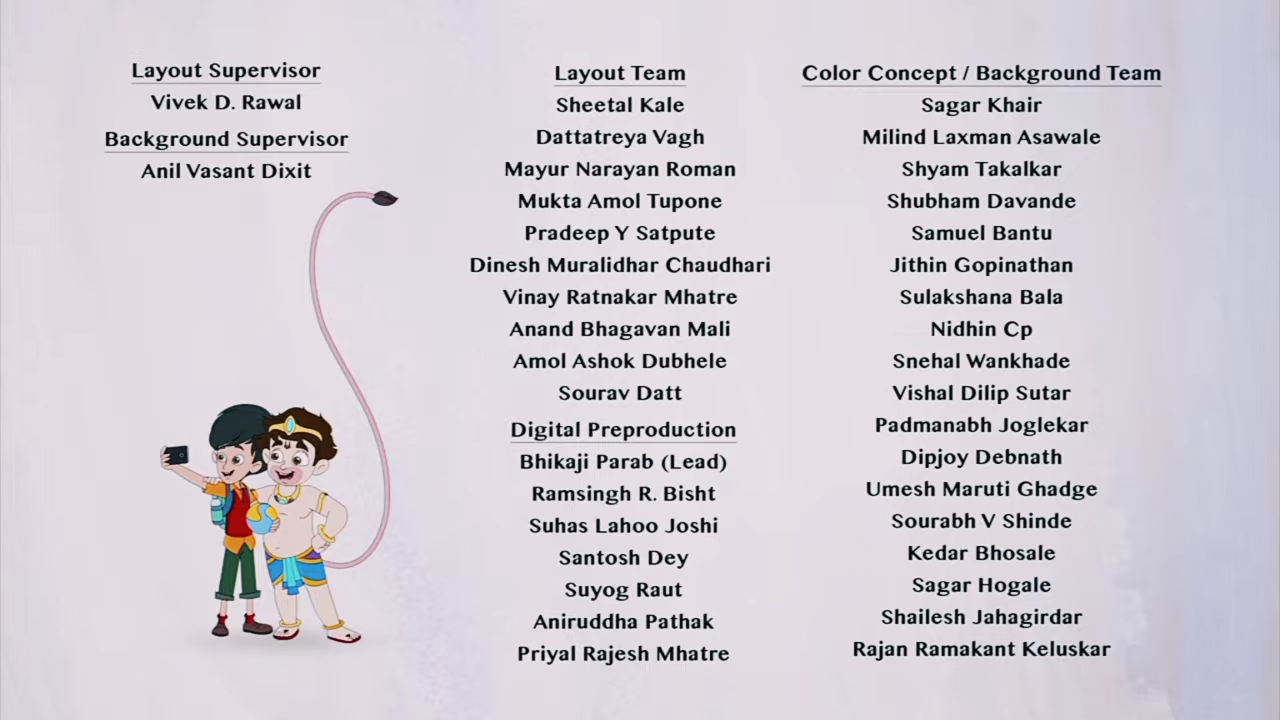 Layout Supervisor
Vivek D. Rawal
Background Supervisor
Anil Vasant Dixit
Layout Team
Sheetal Kale
Dattatreya Vagh
Mayur Narayan Roman
Mukta Amol Tupone
Pradeep Y Satpute
Dinesh Muralidhar Chaudhari
Vinay Ratnakar Mhatre
Anand Bhagavan Mali
Amol Ashok Dubhele
Sourav Datt
Digital Preproduction
Bhikaji Parab (Lead)
Ramsingh R. Bisht
Suhas Lahoo Joshi
Santosh Dey
Suyog Raut
Aniruddha Pathak
Priyal Rajesh Mhatre
Color Concept / Background Team
Sagar Khair
Milind Laxman Asawale
Shyam Takalkar
Shubham Davande
Samuel Bantu
Jithin Gopinathan
Sulakshana Bala
Nidhin Cp
Snehal Wankhade
Vishal Dilip Sutar
Padmanabh Joglekar
Dipjoy Debnath
Umesh Maruti Ghadge
Sourabh V Shinde
Kedar Bhosale
Sagar Hogale
Shailesh Jahagirdar
Rajan Ramakant Keluskar